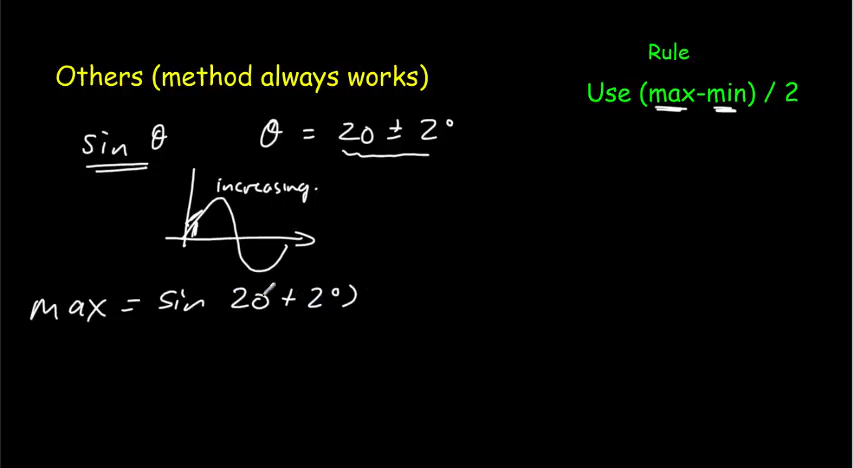 Others (method always works)
Rule
Use (max-min) / 2
sin θ
θ = 20 ± 2°
increasing.
max = sin 20 + 2°)